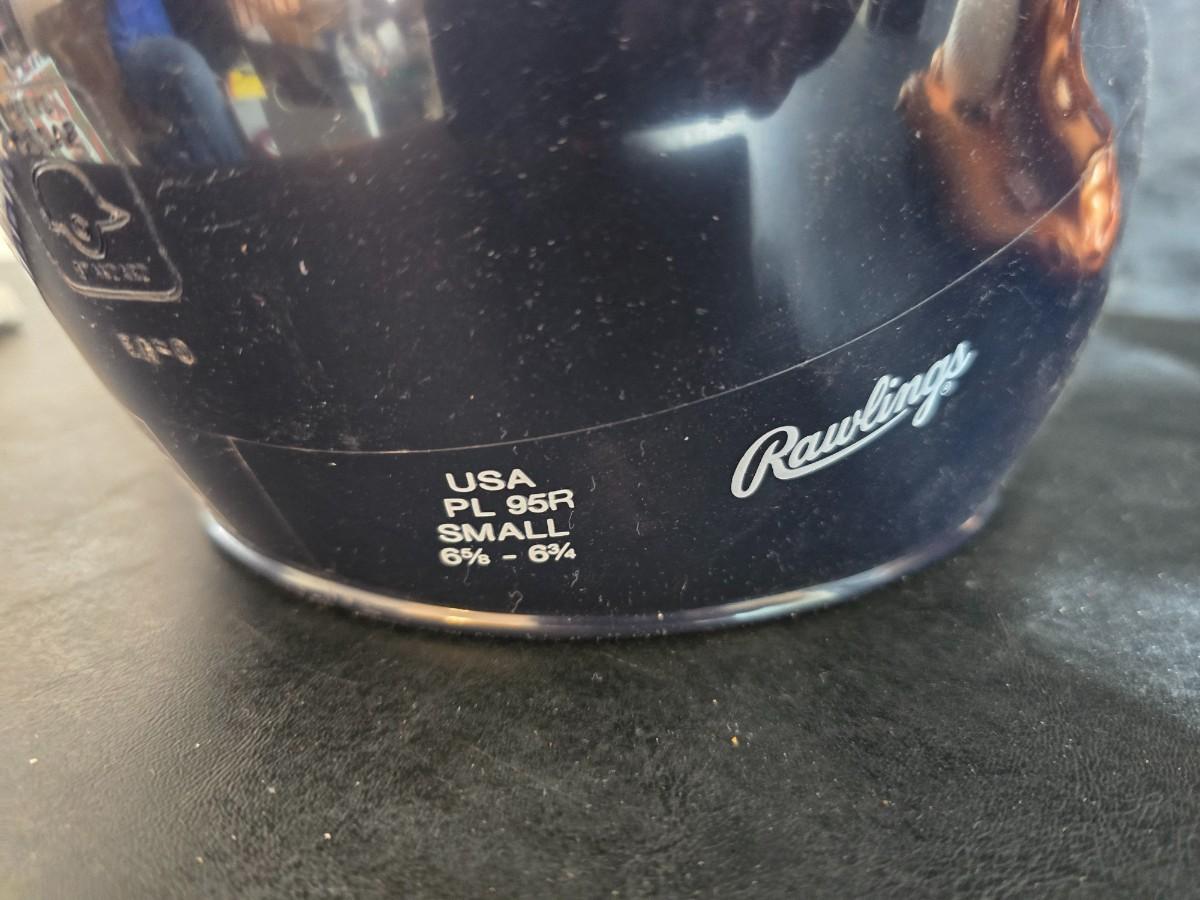 USA
PL 95R
SMALL
6⅝ - 6¾
Rawlings®